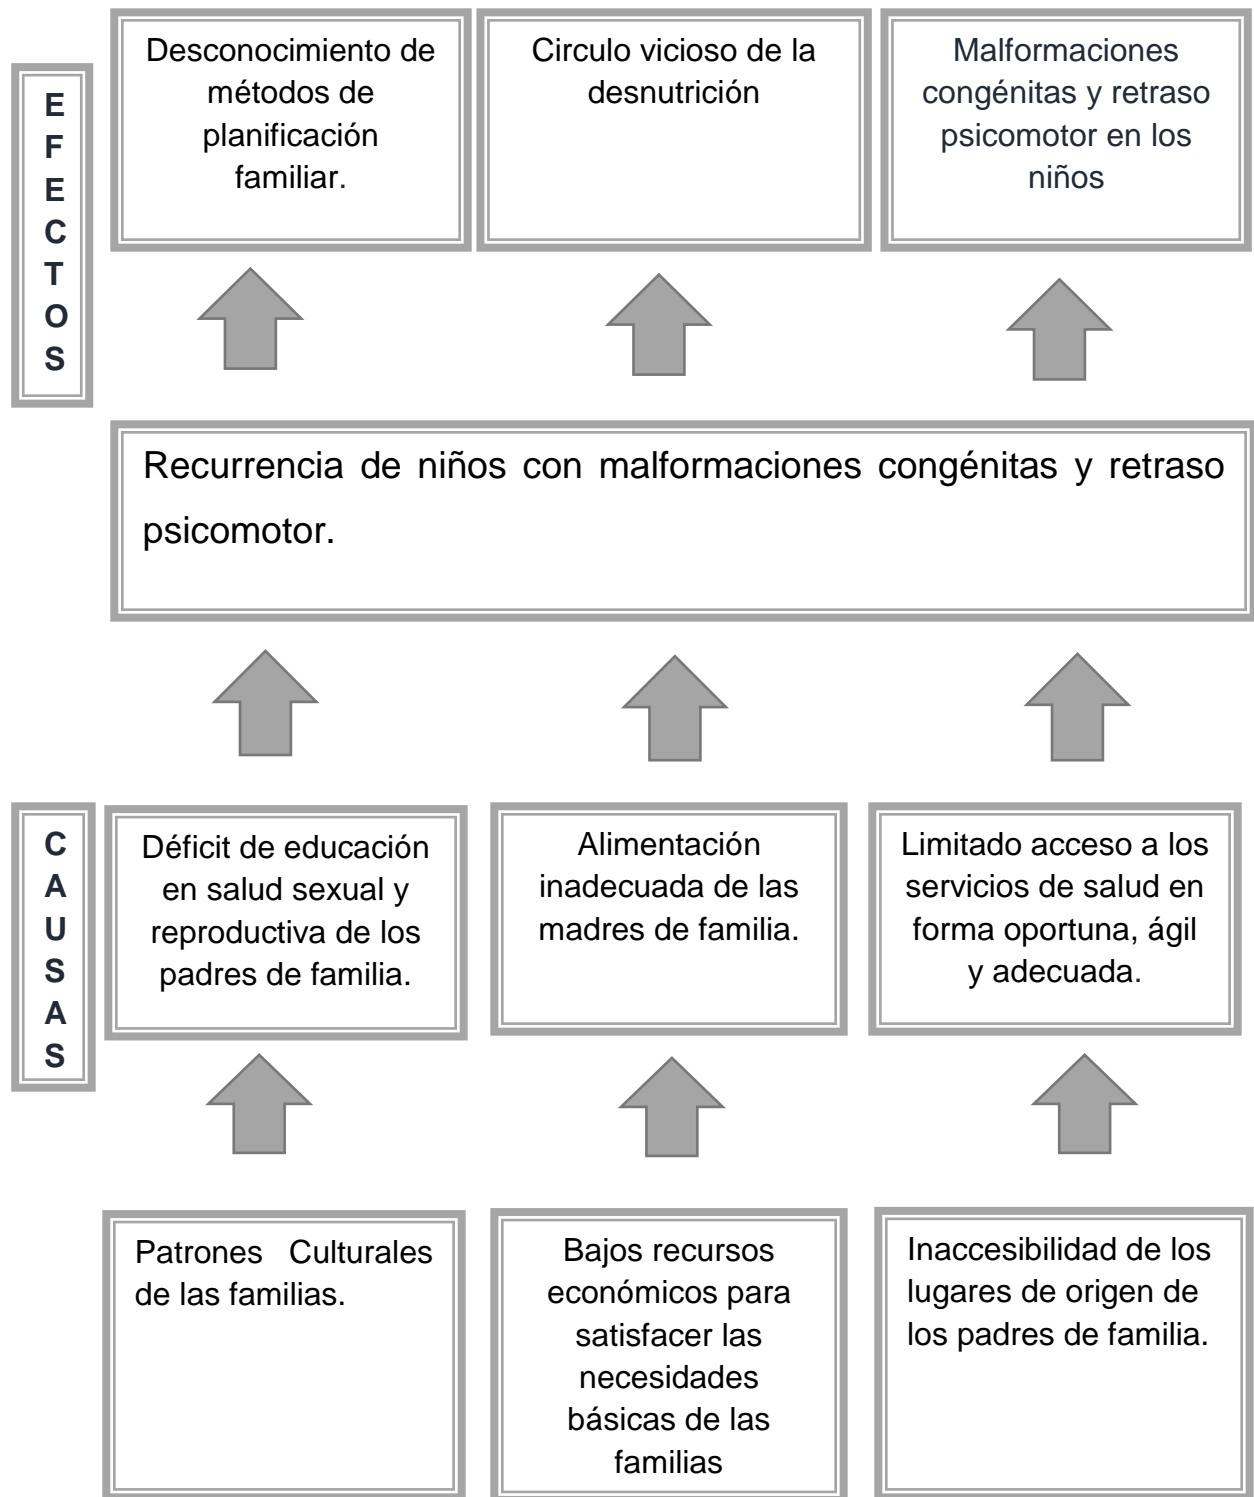 E
F
E
C
T
O
S
Desconocimiento de
métodos de
planificación
familiar.
Circulo vicioso de la
desnutrición
Malformaciones
congénitas y retraso
psicomotor en los
niños
Recurrencia de niños con malformaciones congénitas y retraso
psicomotor.
C
A
U
S
A
S
Déficit de educación
en salud sexual y
reproductiva de los
padres de familia.
Alimentación
inadecuada de las
madres de familia.
Limitado acceso a los
servicios de salud en
forma oportuna, ágil
y adecuada.
Patrones Culturales
de las familias.
Bajos recursos
económicos para
satisfacer las
necesidades
básicas de las
familias
Inaccesibilidad de los
lugares de origen de
los padres de familia.